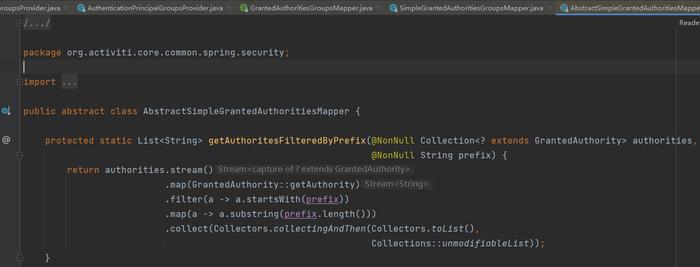 GroupsProvider.java AuthenticationPrincipalGroupsProvider.java GrantedAuthoritiesGroupsMapper.java SimpleGrantedAuthoritiesGroupsMapper.java AbstractSimpleGrantedAuthoritiesMapper
/.../
Reade
package org.activiti.core.common.spring.security;
import ...
public abstract class AbstractSimpleGrantedAuthoritiesMapper {
@ protected static List<String> getAuthoritesFilteredByPrefix(@NonNull Collection<? extends GrantedAuthority> authorities,
@NonNull String prefix) {
return authorities.stream() Stream<capture of ? extends GrantedAuthority>
.map(GrantedAuthority::getAuthority) Stream<String>
.filter(a -> a.startsWith(prefix))
.map(a -> a.substring(prefix.length()))
.collect(Collectors.collectingAndThen(Collectors.toList(),
Collections::unmodifiableList));
}